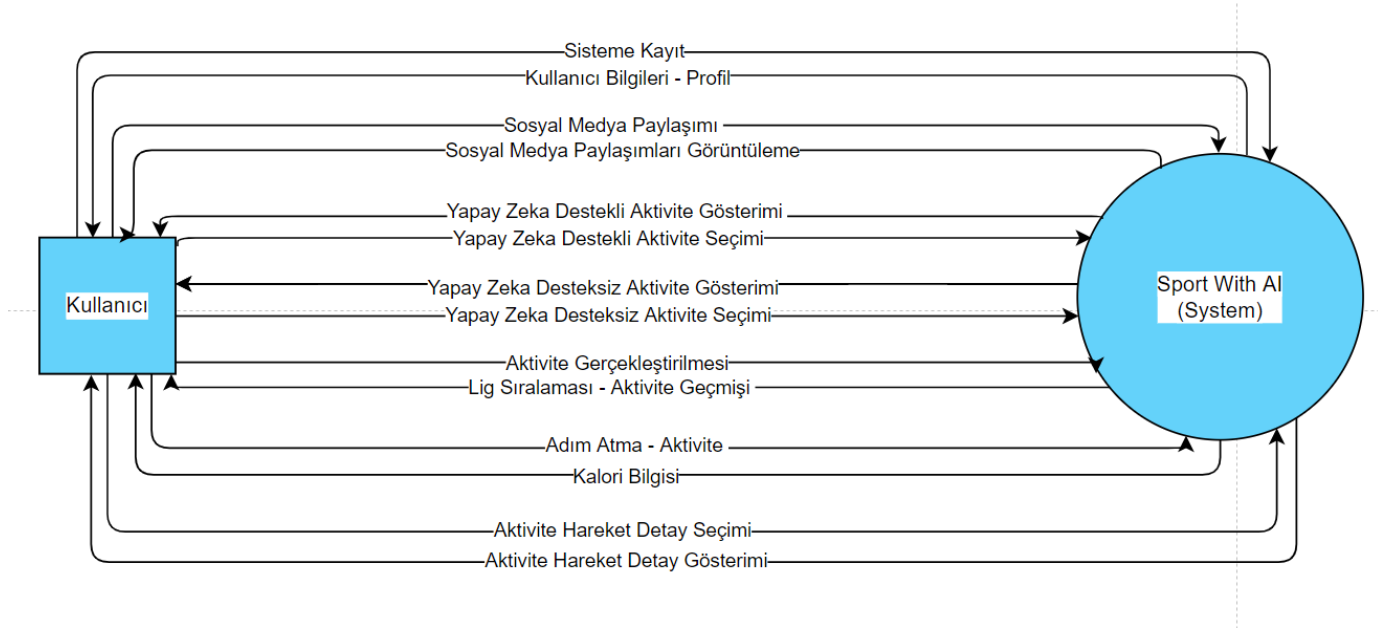 Sisteme Kayıt
Kullanıcı Bilgileri - Profil
Sosyal Medya Paylaşımı
Sosyal Medya Paylaşımları Görüntüleme
Yapay Zeka Destekli Aktivite Gösterimi
Yapay Zeka Destekli Aktivite Seçimi
Yapay Zeka Desteksiz Aktivite Gösterimi
Yapay Zeka Desteksiz Aktivite Seçimi
Kullanıcı
Sport With AI
(System)
Aktivite Gerçekleştirilmesi
Lig Sıralaması - Aktivite Geçmişi
Adım Atma - Aktivite
Kalori Bilgisi
Aktivite Hareket Detay Seçimi
Aktivite Hareket Detay Gösterimi